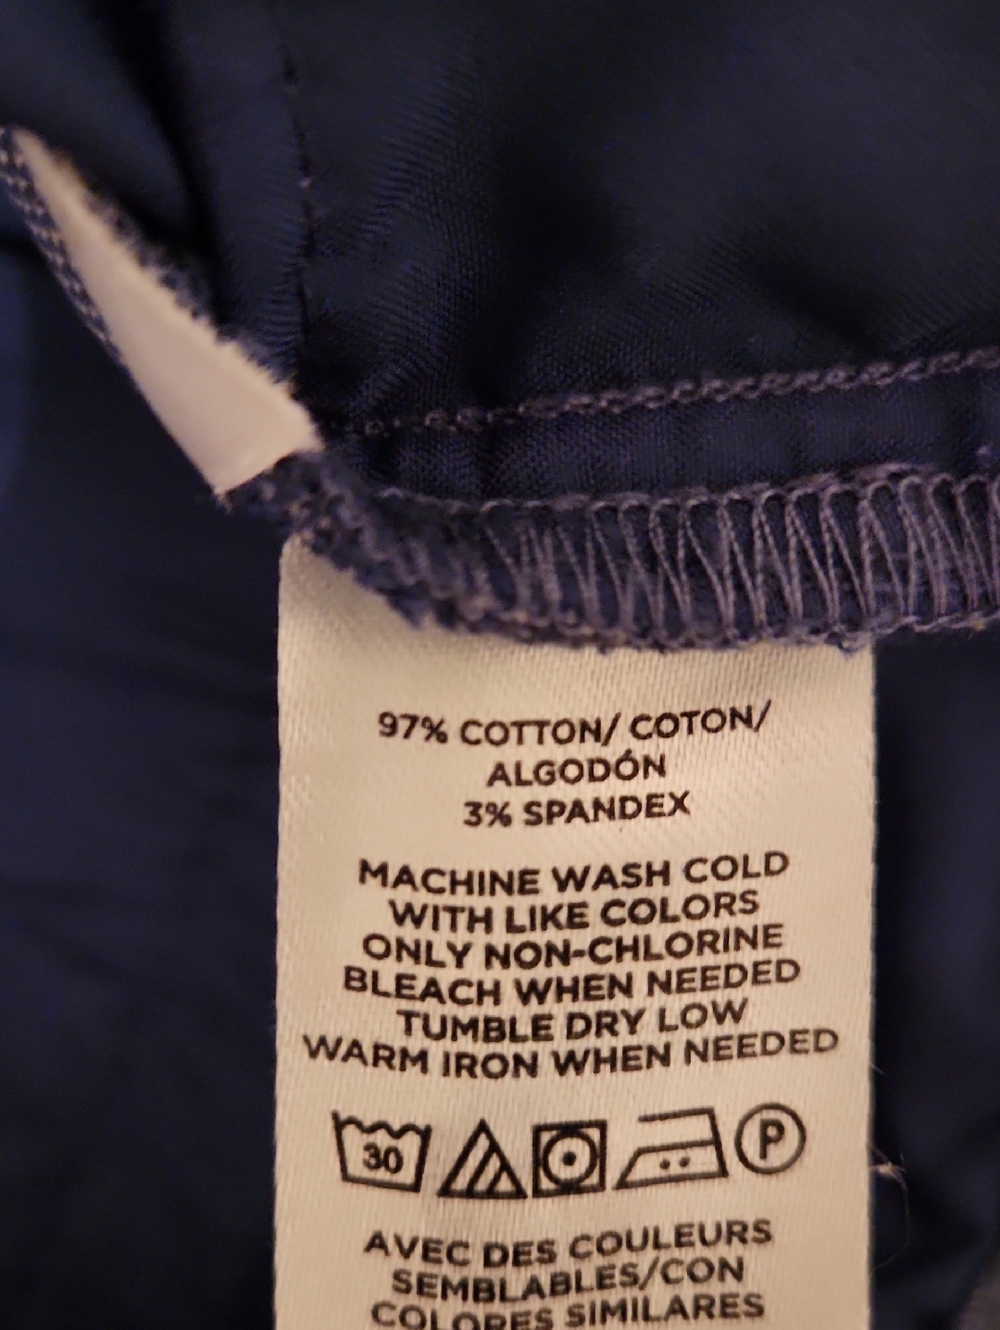 97% COTTON/ COTON/
ALGODÓN
3% SPANDEX
MACHINE WASH COLD
WITH LIKE COLORS
ONLY NON-CHLORINE
BLEACH WHEN NEEDED
TUMBLE DRY LOW
WARM IRON WHEN NEEDED
30 P
AVEC DES COULEURS
SEMBLABLES/CON
COLORES SIMILARES